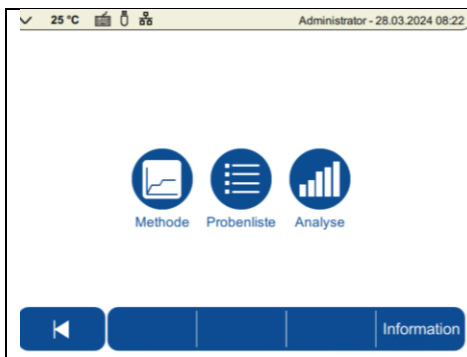 25 °C Administrator - 28.03.2024 08:22
Methode Probenliste Analyse
Information